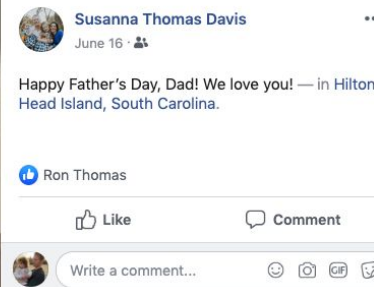 Susanna Thomas Davis
June 16 ·
Happy Father's Day, Dad! We love you! — in Hilton
Head Island, South Carolina.
Ron Thomas
Like Comment
Write a comment...
GIF